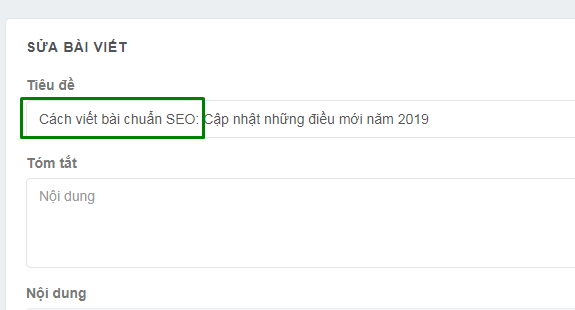 SỬA BÀI VIẾT
Tiêu đề
Cách viết bài chuẩn SEO: Cập nhật những điều mới năm 2019
Tóm tắt
Nội dung
Nội dung